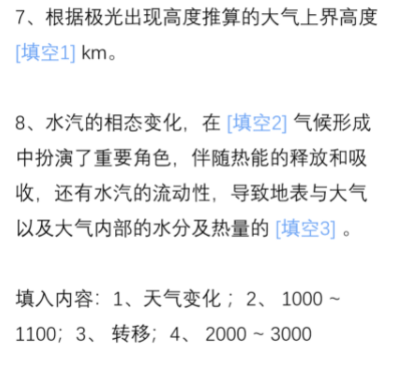 7、根据极光出现高度推算的大气上界高度
[填空1] km。
8、水汽的相态变化，在 [填空2] 气候形成
中扮演了重要角色，伴随热能的释放和吸
收，还有水汽的流动性，导致地表与大气
以及大气内部的水分及热量的 [填空3] 。
填入内容：1、天气变化 ；2、 1000 ~
1100；3、 转移；4、 2000 ~ 3000